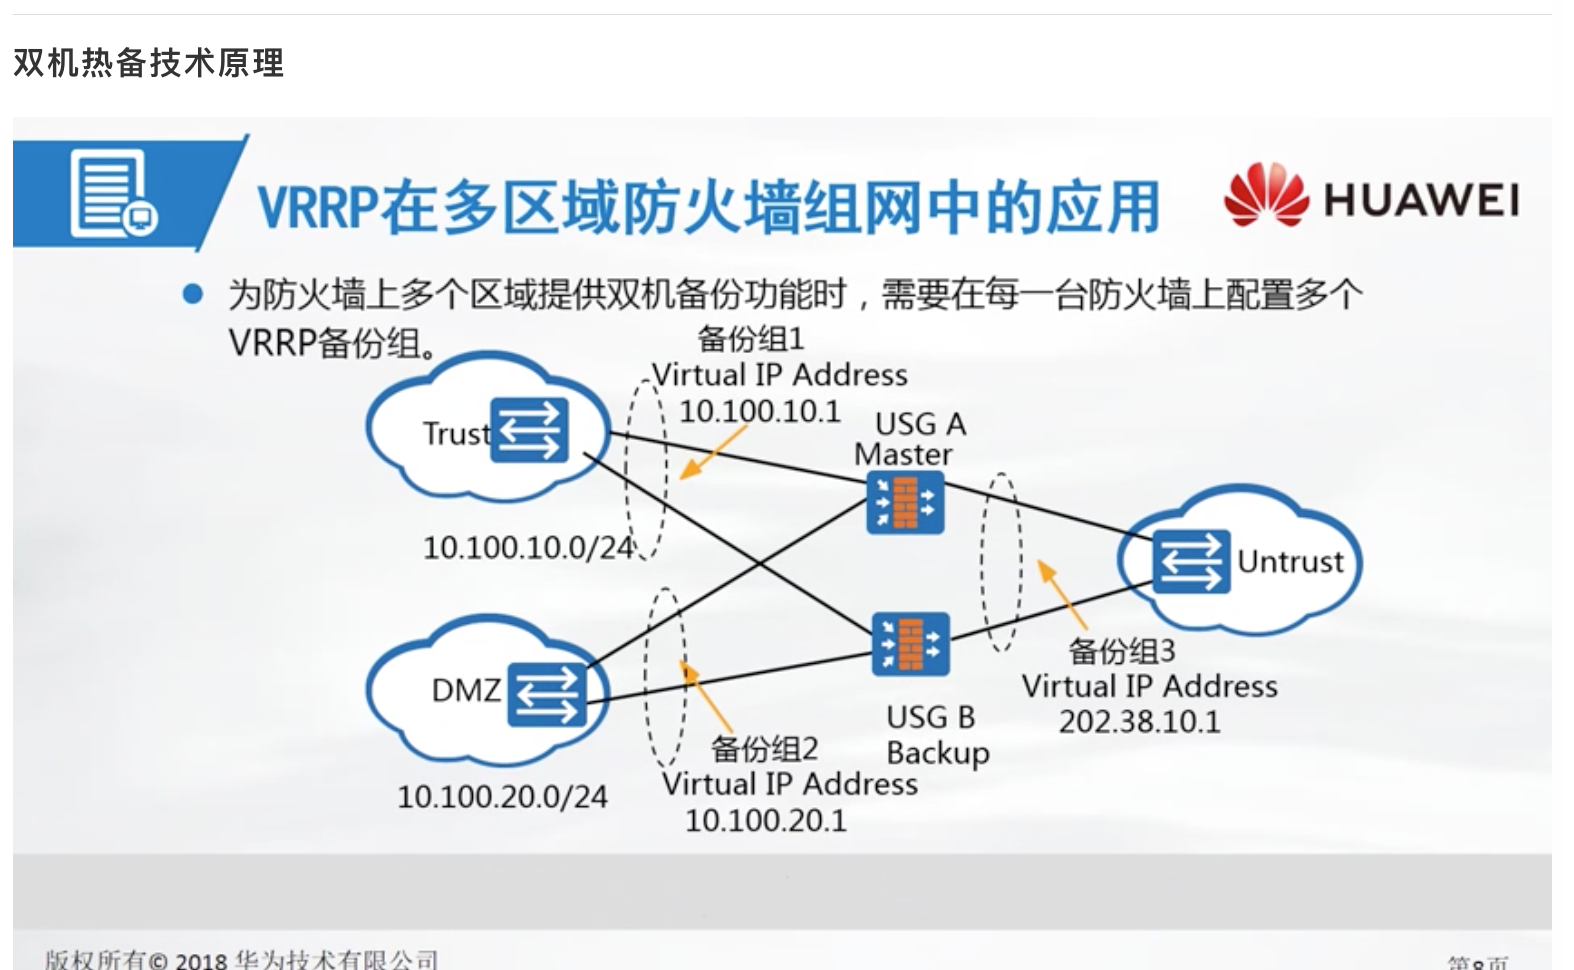 双机热备技术原理
VRRP在多区域防火墙组网中的应用
HUAWEI
为防火墙上多个区域提供双机备份功能时，需要在每一台防火墙上配置多个
VRRP备份组。
备份组1
Virtual IP Address
10.100.10.1
USG A
Master
Trust
10.100.10.0/24
Untrust
DMZ
10.100.20.0/24
备份组2
Virtual IP Address
10.100.20.1
USG B
Backup
备份组3
Virtual IP Address
202.38.10.1
版权所有© 2018 华为技术有限公司
第8页